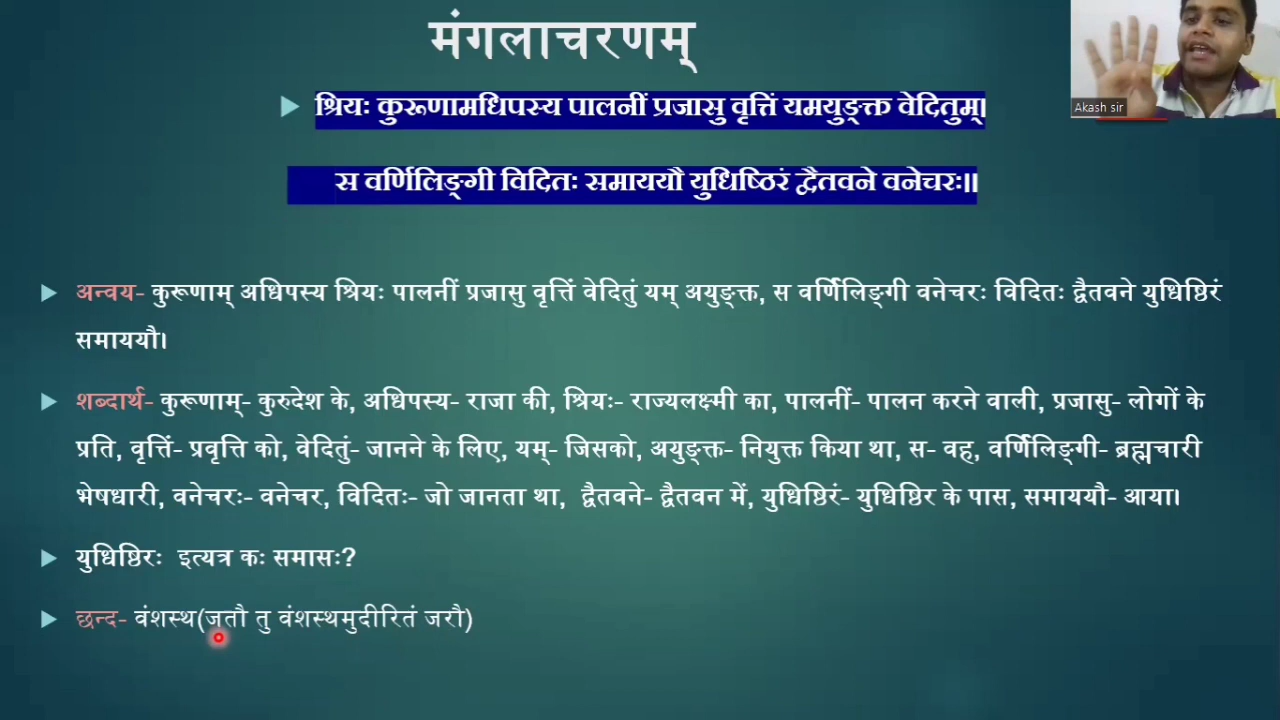 मंगलाचरणम्
श्रियः कुरूणामधिपस्य पालनीं प्रजासु वृत्तिं यमयुङ्क्त वेदितुम्।
स वर्णिलिङ्गी विदितः समाययौ युधिष्ठिरं द्वैतवने वनेचरः॥
अन्वय- कुरूणाम् अधिपस्य श्रियः पालनीं प्रजासु वृत्तिं वेदितुं यम् अयुङ्क्त, स वर्णिलिङ्गी वनेचरः विदितः द्वैतवने युधिष्ठिरं
समाययौ।
शब्दार्थ- कुरूणाम्- कुरुदेश के, अधिपस्य- राजा की, श्रियः- राज्यलक्ष्मी का, पालनीं- पालन करने वाली, प्रजासु- लोगों के
प्रति, वृत्तिं- प्रवृत्ति को, वेदितुं- जानने के लिए, यम्- जिसको, अयुङ्क्त- नियुक्त किया था, स- वह, वर्णिलिङ्गी- ब्रह्मचारी
भेषधारी, वनेचरः- वनेचर, विदितः- जो जानता था, द्वैतवने- द्वैतवन में, युधिष्ठिरं- युधिष्ठिर के पास, समाययौ- आया।
युधिष्ठिरः इत्यत्र कः समासः?
छन्द- वंशस्थ(जतौ तु वंशस्थमुदीरितं जरौ)
Akash sir